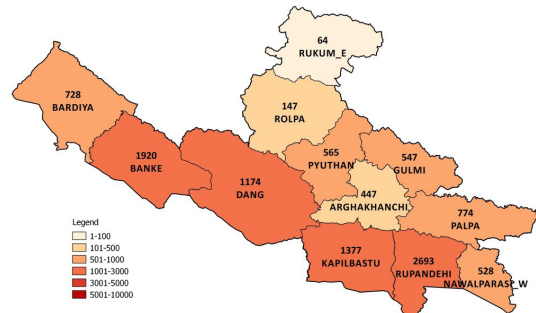 64
RUKUM_E
147
ROLPA
728
BARDIYA
1920
BANKE
1174
DANG
565
PYUTHAN
547
GULMI
447
ARGHAKHANCHI
774
PALPA
1377
KAPILBASTU
2693
RUPANDEHI
528
NAWALPARASI_W
Legend
1-100
101-500
501-1000
1001-3000
3001-5000
5001-10000